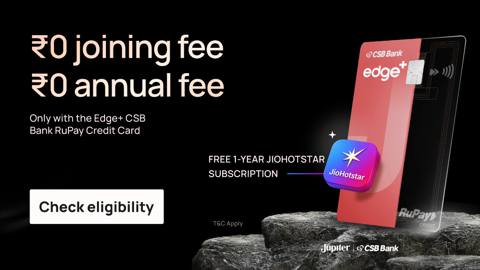 ₹0 joining fee
₹0 annual fee
Only with the Edge+ CSB
Bank RuPay Credit Card
CSB Bank
edge+
FREE 1-YEAR JIOHOTSTAR
SUBSCRIPTION
JioHotstar
Check eligibility
RuPay
T&C Apply
Jupiter | CSB Bank